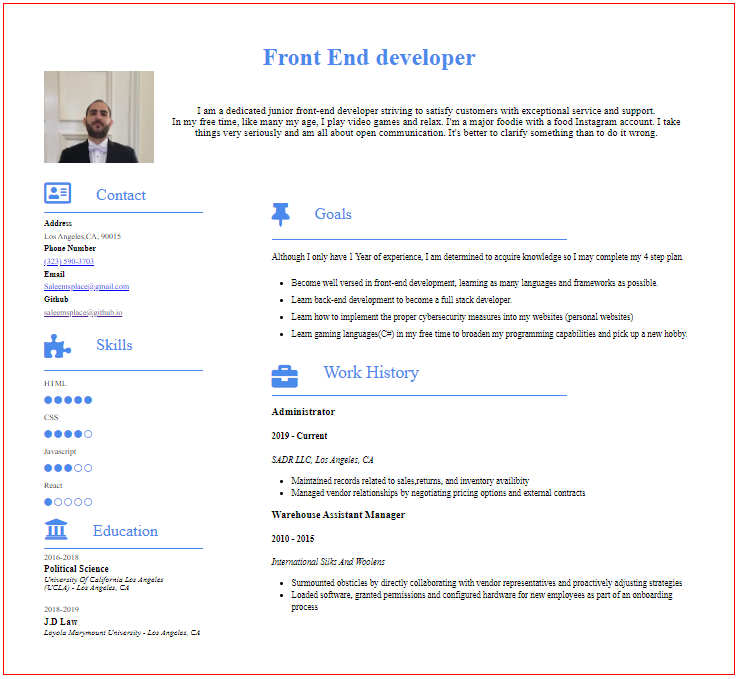 Front End developer
I am a dedicated junior front-end developer striving to satisfy customers with exceptional service and support.
In my free time, like many my age, I play video games and relax. I'm a major foodie with a food Instagram account. I take
things very seriously and am all about open communication. It's better to clarify something than to do it wrong.
Contact
Address
Los Angeles,CA, 90015
Phone Number
(323) 590-3703
Email
Saleemsplace@gmail.com
Github
saleemsplace@github.io
Skills
HTML
CSS
Javascript
React
Education
2016-2018
Political Science
University Of California Los Angeles
(UCLA) - Los Angeles, CA
2018-2019
J.D Law
Loyola Marymount University - Los Angeles, CA
Goals
Although I only have 1 Year of experience, I am determined to acquire knowledge so I may complete my 4 step plan.
Become well versed in front-end development, learning as many languages and frameworks as possible.
Learn back-end development to become a full stack developer.
Learn how to implement the proper cybersecurity measures into my websites (personal websites)
Learn gaming languages(C#) in my free time to broaden my programming capabilities and pick up a new hobby.
Work History
Administrator
2019 - Current
SADR LLC, Los Angeles, CA
Maintained records related to sales,returns, and inventory availibity
Managed vendor relationships by negotiating pricing options and external contracts
Warehouse Assistant Manager
2010 - 2015
International Silks And Woolens
Surmounted obstacles by directly collaborating with vendor representatives and proactively adjusting strategies
Loaded software, granted permissions and configured hardware for new employees as part of an onboarding
process